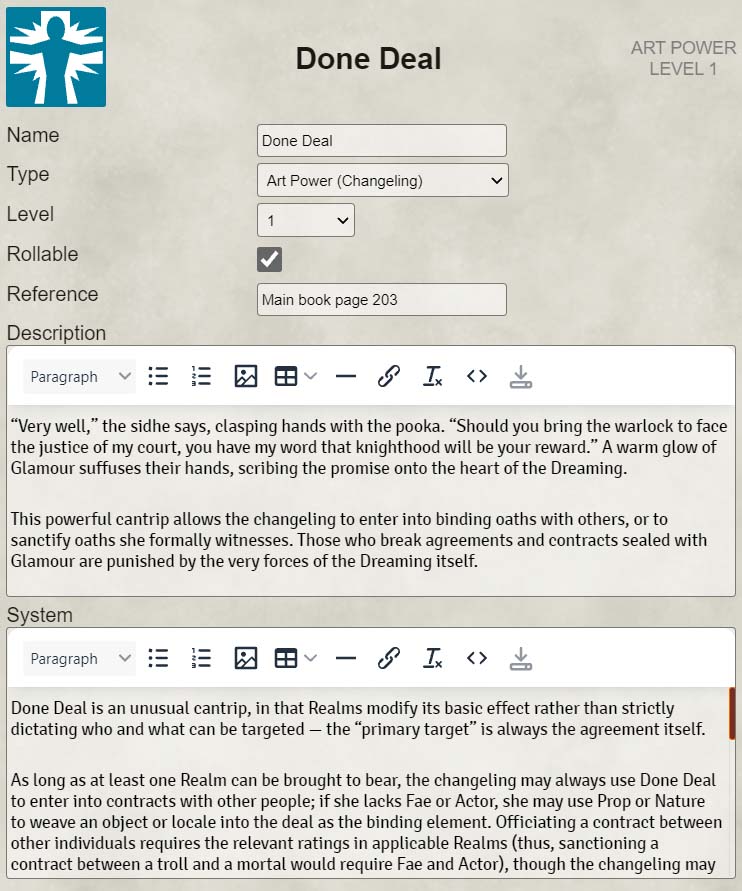 Done Deal
ART POWER
LEVEL 1
Name
Done Deal
Type
Art Power (Changeling)
Level
1
Rollable
Reference
Main book page 203
Description
Paragraph
“Very well,” the sidhe says, clasping hands with the pooka. “Should you bring the warlock to face
the justice of my court, you have my word that knighthood will be your reward.” A warm glow of
Glamour suffuses their hands, scribing the promise onto the heart of the Dreaming.
This powerful cantrip allows the changeling to enter into binding oaths with others, or to
sanctify oaths she formally witnesses. Those who break agreements and contracts sealed with
Glamour are punished by the very forces of the Dreaming itself.
System
Paragraph
Done Deal is an unusual cantrip, in that Realms modify its basic effect rather than strictly
dictating who and what can be targeted — the “primary target” is always the agreement itself.
As long as at least one Realm can be brought to bear, the changeling may always use Done Deal
to enter into contracts with other people; if she lacks Fae or Actor, she may use Prop or Nature
to weave an object or locale into the deal as the binding element. Officiating a contract between
other individuals requires the relevant ratings in applicable Realms (thus, sanctioning a
contract between a troll and a mortal would require Fae and Actor), though the changeling may